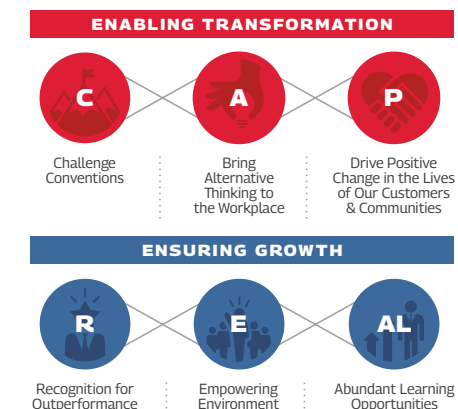 ENABLING TRANSFORMATION
C
A
P
Challenge
Conventions
Bring
Alternative
Thinking to
the Workplace
Drive Positive
Change in the Lives
of Our Customers
& Communities
ENSURING GROWTH
R
E
AL
Recognition for
Outperformance
Empowering
Environment
Abundant Learning
Opportunities